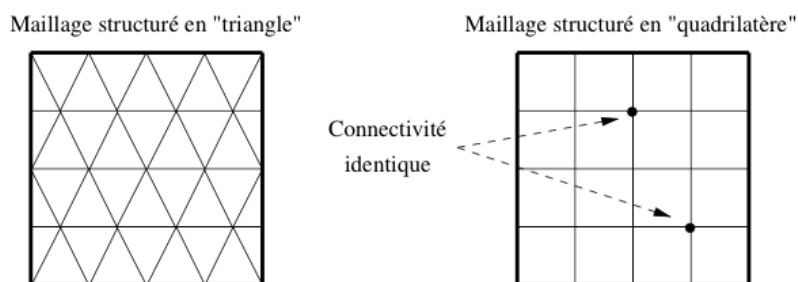 Maillage structuré en "triangle"
Maillage structuré en "quadrilatère"
Connectivité
identique